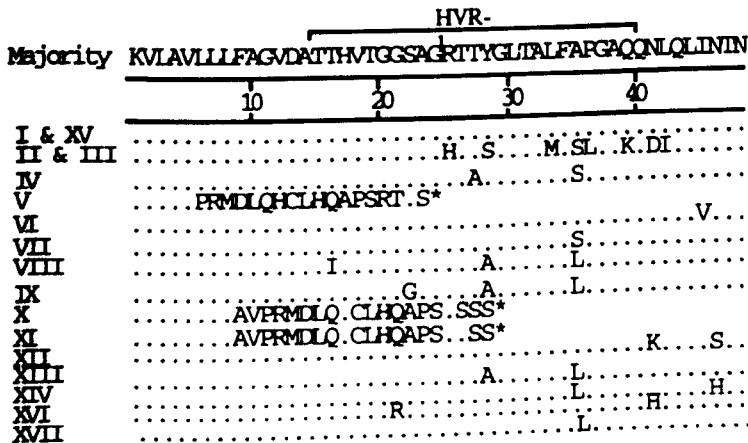 HVR-
Majority KVLAVLLLFAGVDATTHVTGGSAGRTTYGLTALFAPGAQQNLQLINTN
10 20 30 40
I & XV ................................................
II & III ........................H..S....M.SL..K.DI......
IV ..........................A.......S.............
V .....PRMDLQHCLHQAPSRT.S*
VI ............................................V...
VII ..................................S.............
VIII ...............I...........A......L.............
IX .....................G.....A......L.............
X ........AVPRMDLQ.CLHQAPS.SSS*
XI ........AVPRMDLQ.CLHQAPS..SS*
XII ........................................K....S..
XIII ...........................A......L.............
XIV ..................................L..........H..
XVI ....................R...................H.......
XVII ...................................L............